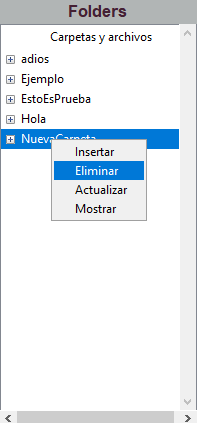 Folders
Carpetas y archivos
adios
Ejemplo
EstoEsPrueba
Hola
NuevaCarpeta
Insertar
Eliminar
Actualizar
Mostrar